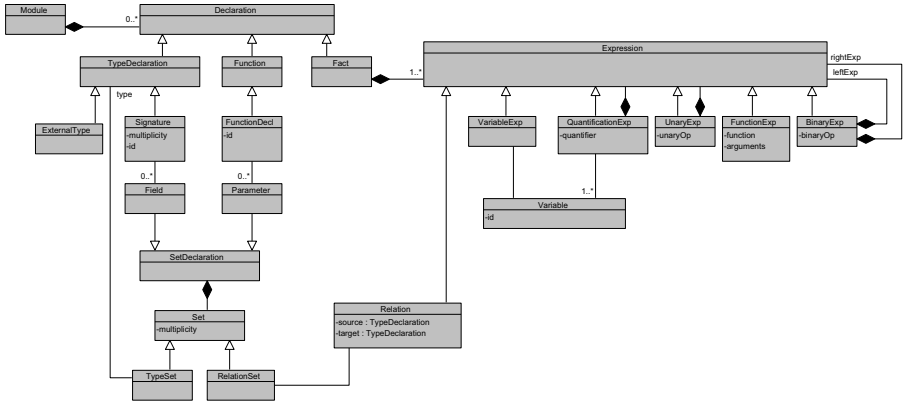 Module
0..*
Declaration
Expression
rightExp
TypeDeclaration
Function
Fact
1..*
leftExp
type
ExternalType
Signature
-multiplicity
-id
FunctionDecl
-id
VariableExp
QuantificationExp
-quantifier
UnaryExp
-unaryOp
FunctionExp
-function
-arguments
BinaryExp
-binaryOp
0..*
0..*
Field
Parameter
1..*
Variable
-id
SetDeclaration
Set
-multiplicity
Relation
-source : TypeDeclaration
-target : TypeDeclaration
TypeSet
RelationSet